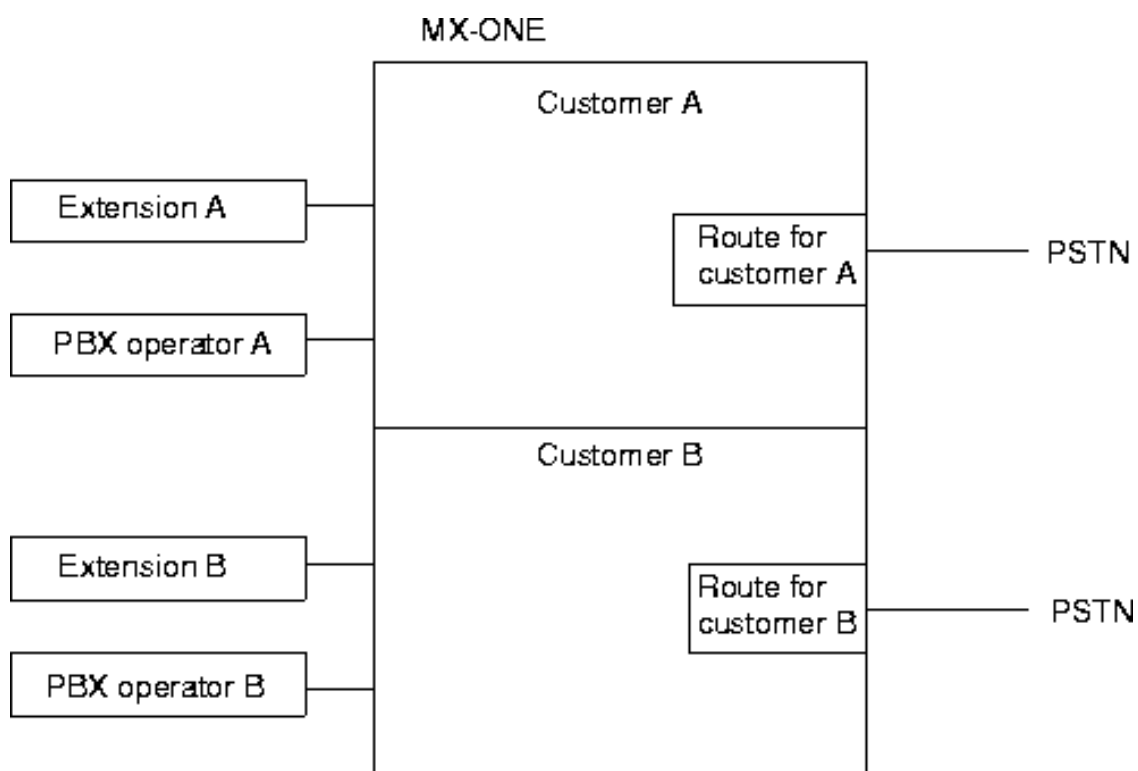 MX-ONE
Customer A
Extension A
Route for
customer A
PSTN
PBX operator A
Customer B
Extension B
Route for
customer B
PSTN
PBX operator B